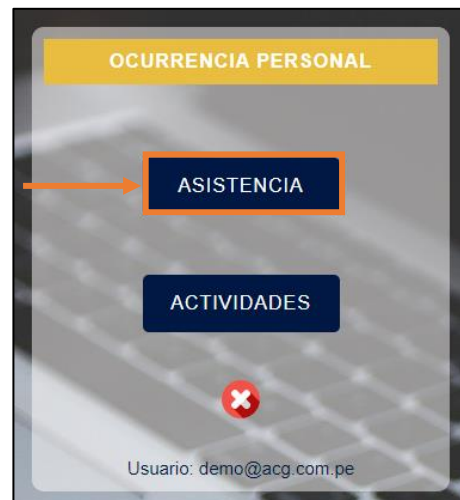 OCURRENCIA PERSONAL
ASISTENCIA
ACTIVIDADES
Usuario: demo@acg.com.pe